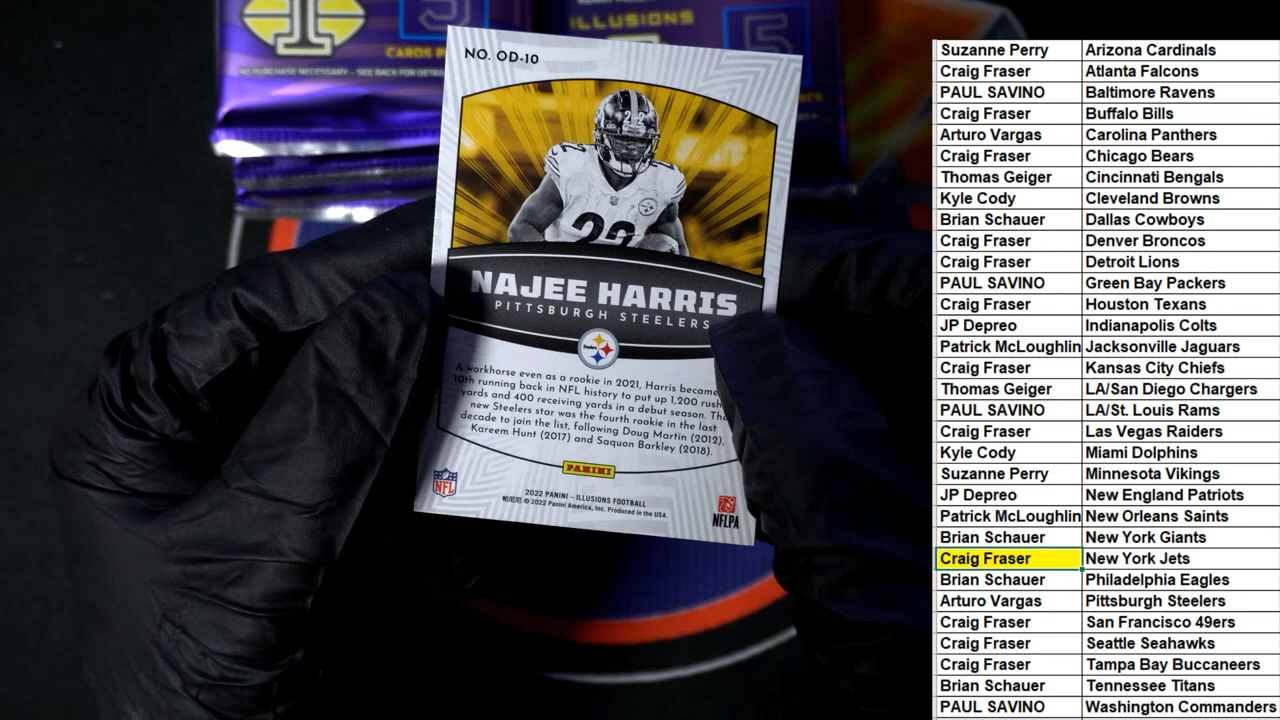 CARDS P
NO PURCHASE NECESSARY - SEE BACK FOR DETAI
ILLUSIONS
5
NO. OD-10
22
NAJEE HARRIS
PITTSBURGH STEELERS
Steelers
A workhorse even as a rookie in 2021, Harris became
10th running back in NFL history to put up 1,200 rush
yards and 400 receiving yards in a debut season. Th
new Steelers star was the fourth rookie in the last
decade to join the list, following Doug Martin (2012),
Kareem Hunt (2017) and Saquon Barkley (2018).
PANINI
NFL
2022 PANINI – ILLUSIONS FOOTBALL
© 2022 Panini America, Inc. Produced in the USA.
NFLPA
Suzanne Perry Arizona Cardinals
Craig Fraser Atlanta Falcons
PAUL SAVINO Baltimore Ravens
Craig Fraser Buffalo Bills
Arturo Vargas Carolina Panthers
Craig Fraser Chicago Bears
Thomas Geiger Cincinnati Bengals
Kyle Cody Cleveland Browns
Brian Schauer Dallas Cowboys
Craig Fraser Denver Broncos
Craig Fraser Detroit Lions
PAUL SAVINO Green Bay Packers
Craig Fraser Houston Texans
JP Depreo Indianapolis Colts
Patrick McLoughlin Jacksonville Jaguars
Craig Fraser Kansas City Chiefs
Thomas Geiger LA/San Diego Chargers
PAUL SAVINO LA/St. Louis Rams
Craig Fraser Las Vegas Raiders
Kyle Cody Miami Dolphins
Suzanne Perry Minnesota Vikings
JP Depreo New England Patriots
Patrick McLoughlin New Orleans Saints
Brian Schauer New York Giants
Craig Fraser New York Jets
Brian Schauer Philadelphia Eagles
Arturo Vargas Pittsburgh Steelers
Craig Fraser San Francisco 49ers
Craig Fraser Seattle Seahawks
Craig Fraser Tampa Bay Buccaneers
Brian Schauer Tennessee Titans
PAUL SAVINO Washington Commanders